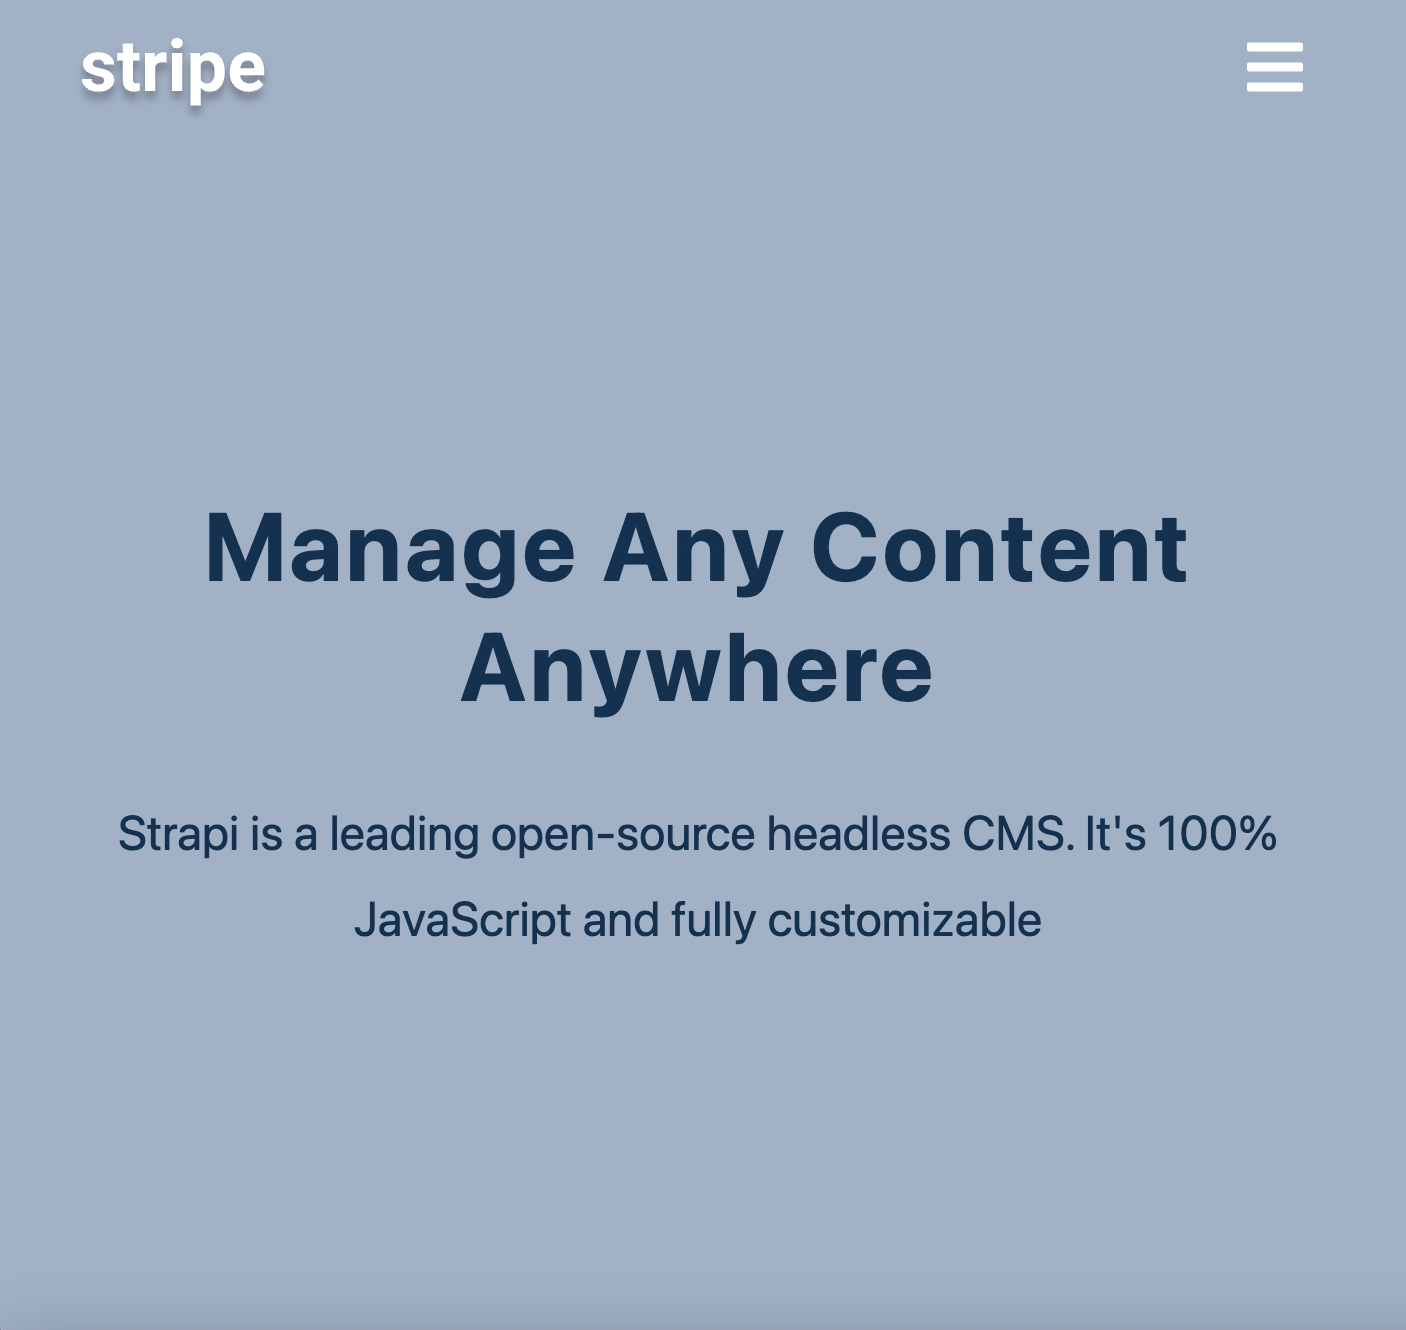 stripe
Manage Any Content
Anywhere
Strapi is a leading open-source headless CMS. It's 100%
JavaScript and fully customizable